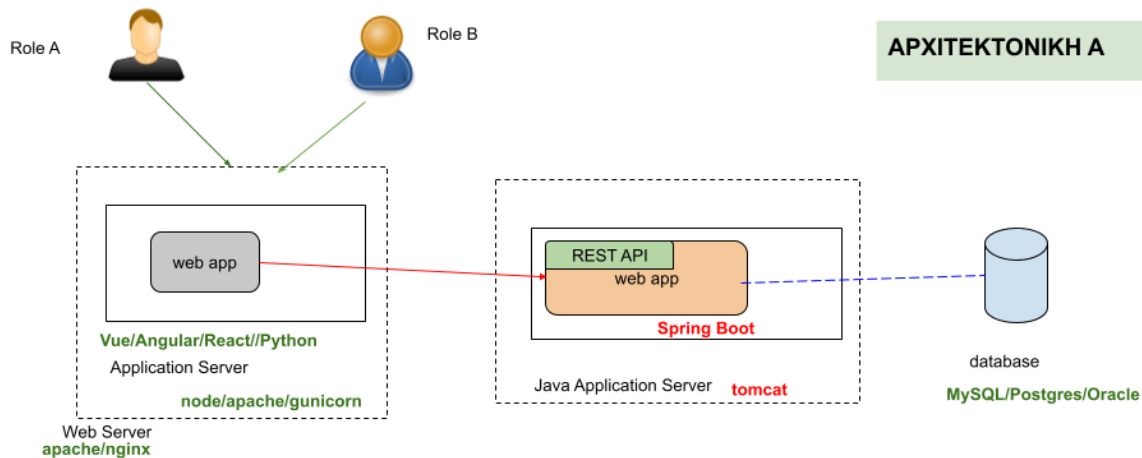 Role A
Role B
ΑΡΧΙΤΕΚΤΟΝΙΚΗ Α
web app
REST API
web app
Spring Boot
Vue/Angular/React//Python
Application Server
node/apache/gunicorn
Java Application Server
tomcat
database
MySQL/Postgres/Oracle
Web Server
apache/nginx